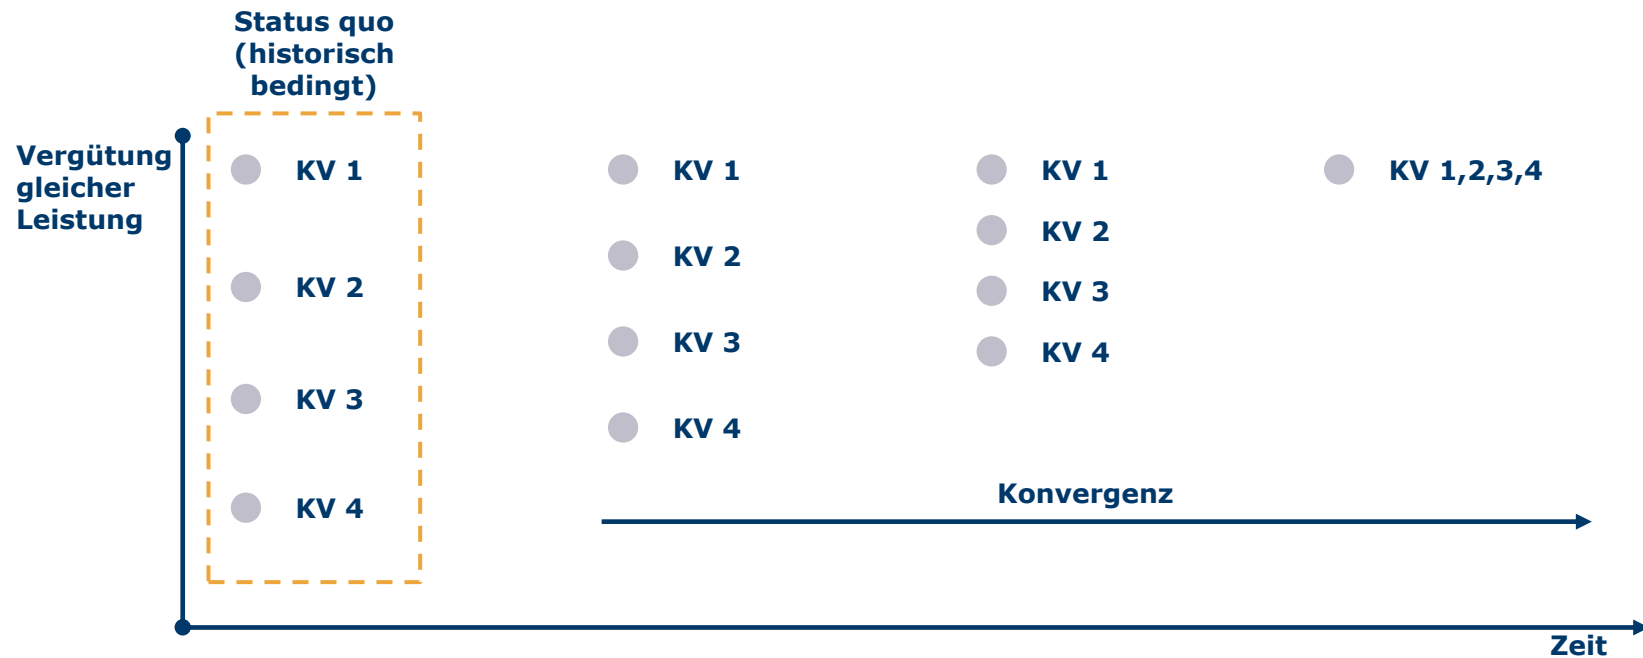 Status quo
(historisch
bedingt)
Vergütung
gleicher
Leistung
KV 1
KV 2
KV 3
KV 4
KV 1
KV 2
KV 3
KV 4
KV 1
KV 2
KV 3
KV 4
KV 1,2,3,4
Konvergenz
Zeit